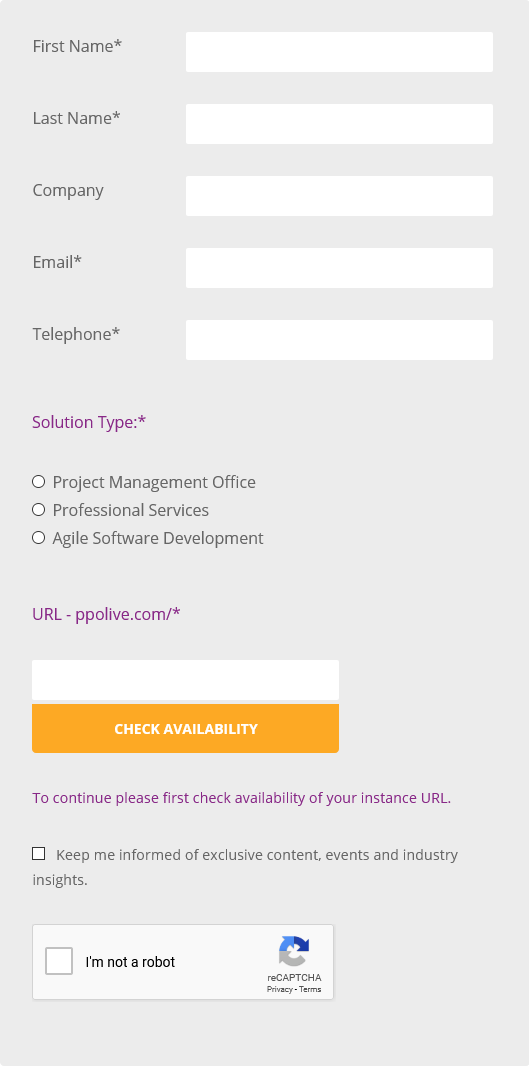 First Name*
Last Name*
Company
Email*
Telephone*
Solution Type:*
Project Management Office
Professional Services
Agile Software Development
URL - ppolive.com/*
CHECK AVAILABILITY
To continue please first check availability of your instance URL.
Keep me informed of exclusive content, events and industry
insights.
I'm not a robot
reCAPTCHA
Privacy - Terms